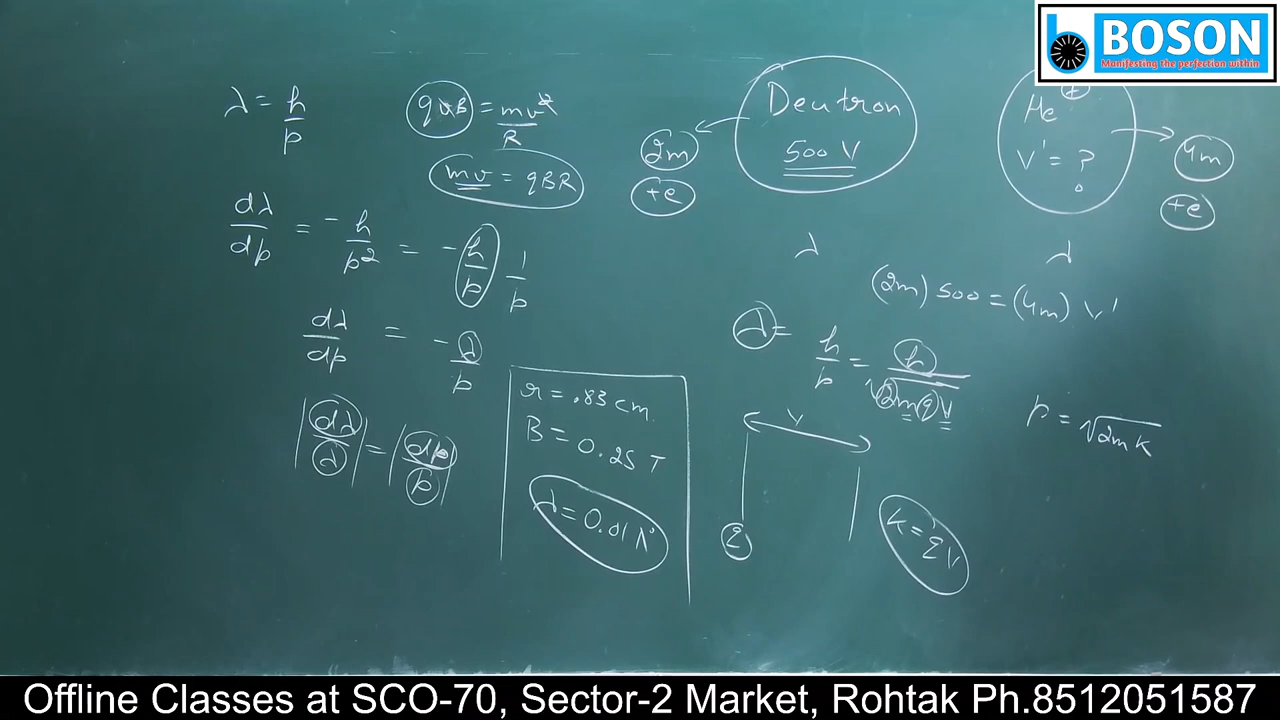 BOSON
Manifesting the perfection within
λ = h/p
qvB = mv²/R
mv = qBR
dλ/dp = -h/p² = -h/p 1/p
dλ/dp = -λ/p
|dλ/λ| = |dp/p|
r = .83 cm.
B = 0.25 T
λ = 0.01 A°
Deutron
500 V
2m
+e
He+
V' = ?
4m
+e
λ
λ
(2m) 500 = (4m) V'
λ = h/p = h/√2mqV
p = √2mK
V
q
K = qV
Offline Classes at SCO-70, Sector-2 Market, Rohtak Ph.8512051587